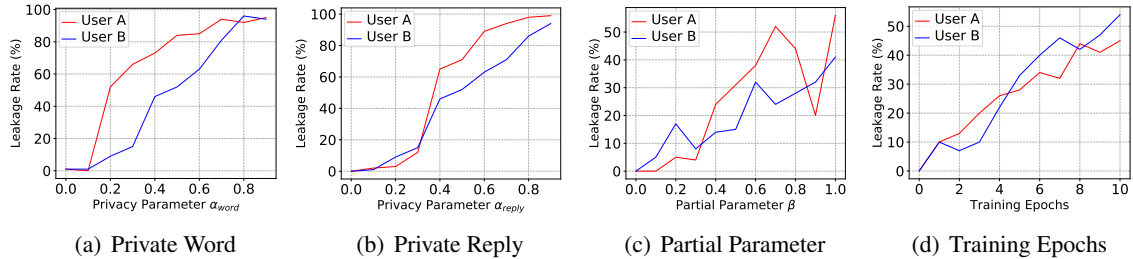 User A
User B
100
80
60
40
20
0
Leakage Rate (%)
0.0 0.2 0.4 0.6 0.8
Privacy Parameter α_word
(a) Private Word
User A
User B
100
80
60
40
20
0
Leakage Rate (%)
0.0 0.2 0.4 0.6 0.8
Privacy Parameter α_reply
(b) Private Reply
User A
User B
50
40
30
20
10
0
Leakage Rate (%)
0.0 0.2 0.4 0.6 0.8 1.0
Partial Parameter β
(c) Partial Parameter
User A
User B
50
40
30
20
10
0
Leakage Rate (%)
0 2 4 6 8 10
Training Epochs
(d) Training Epochs